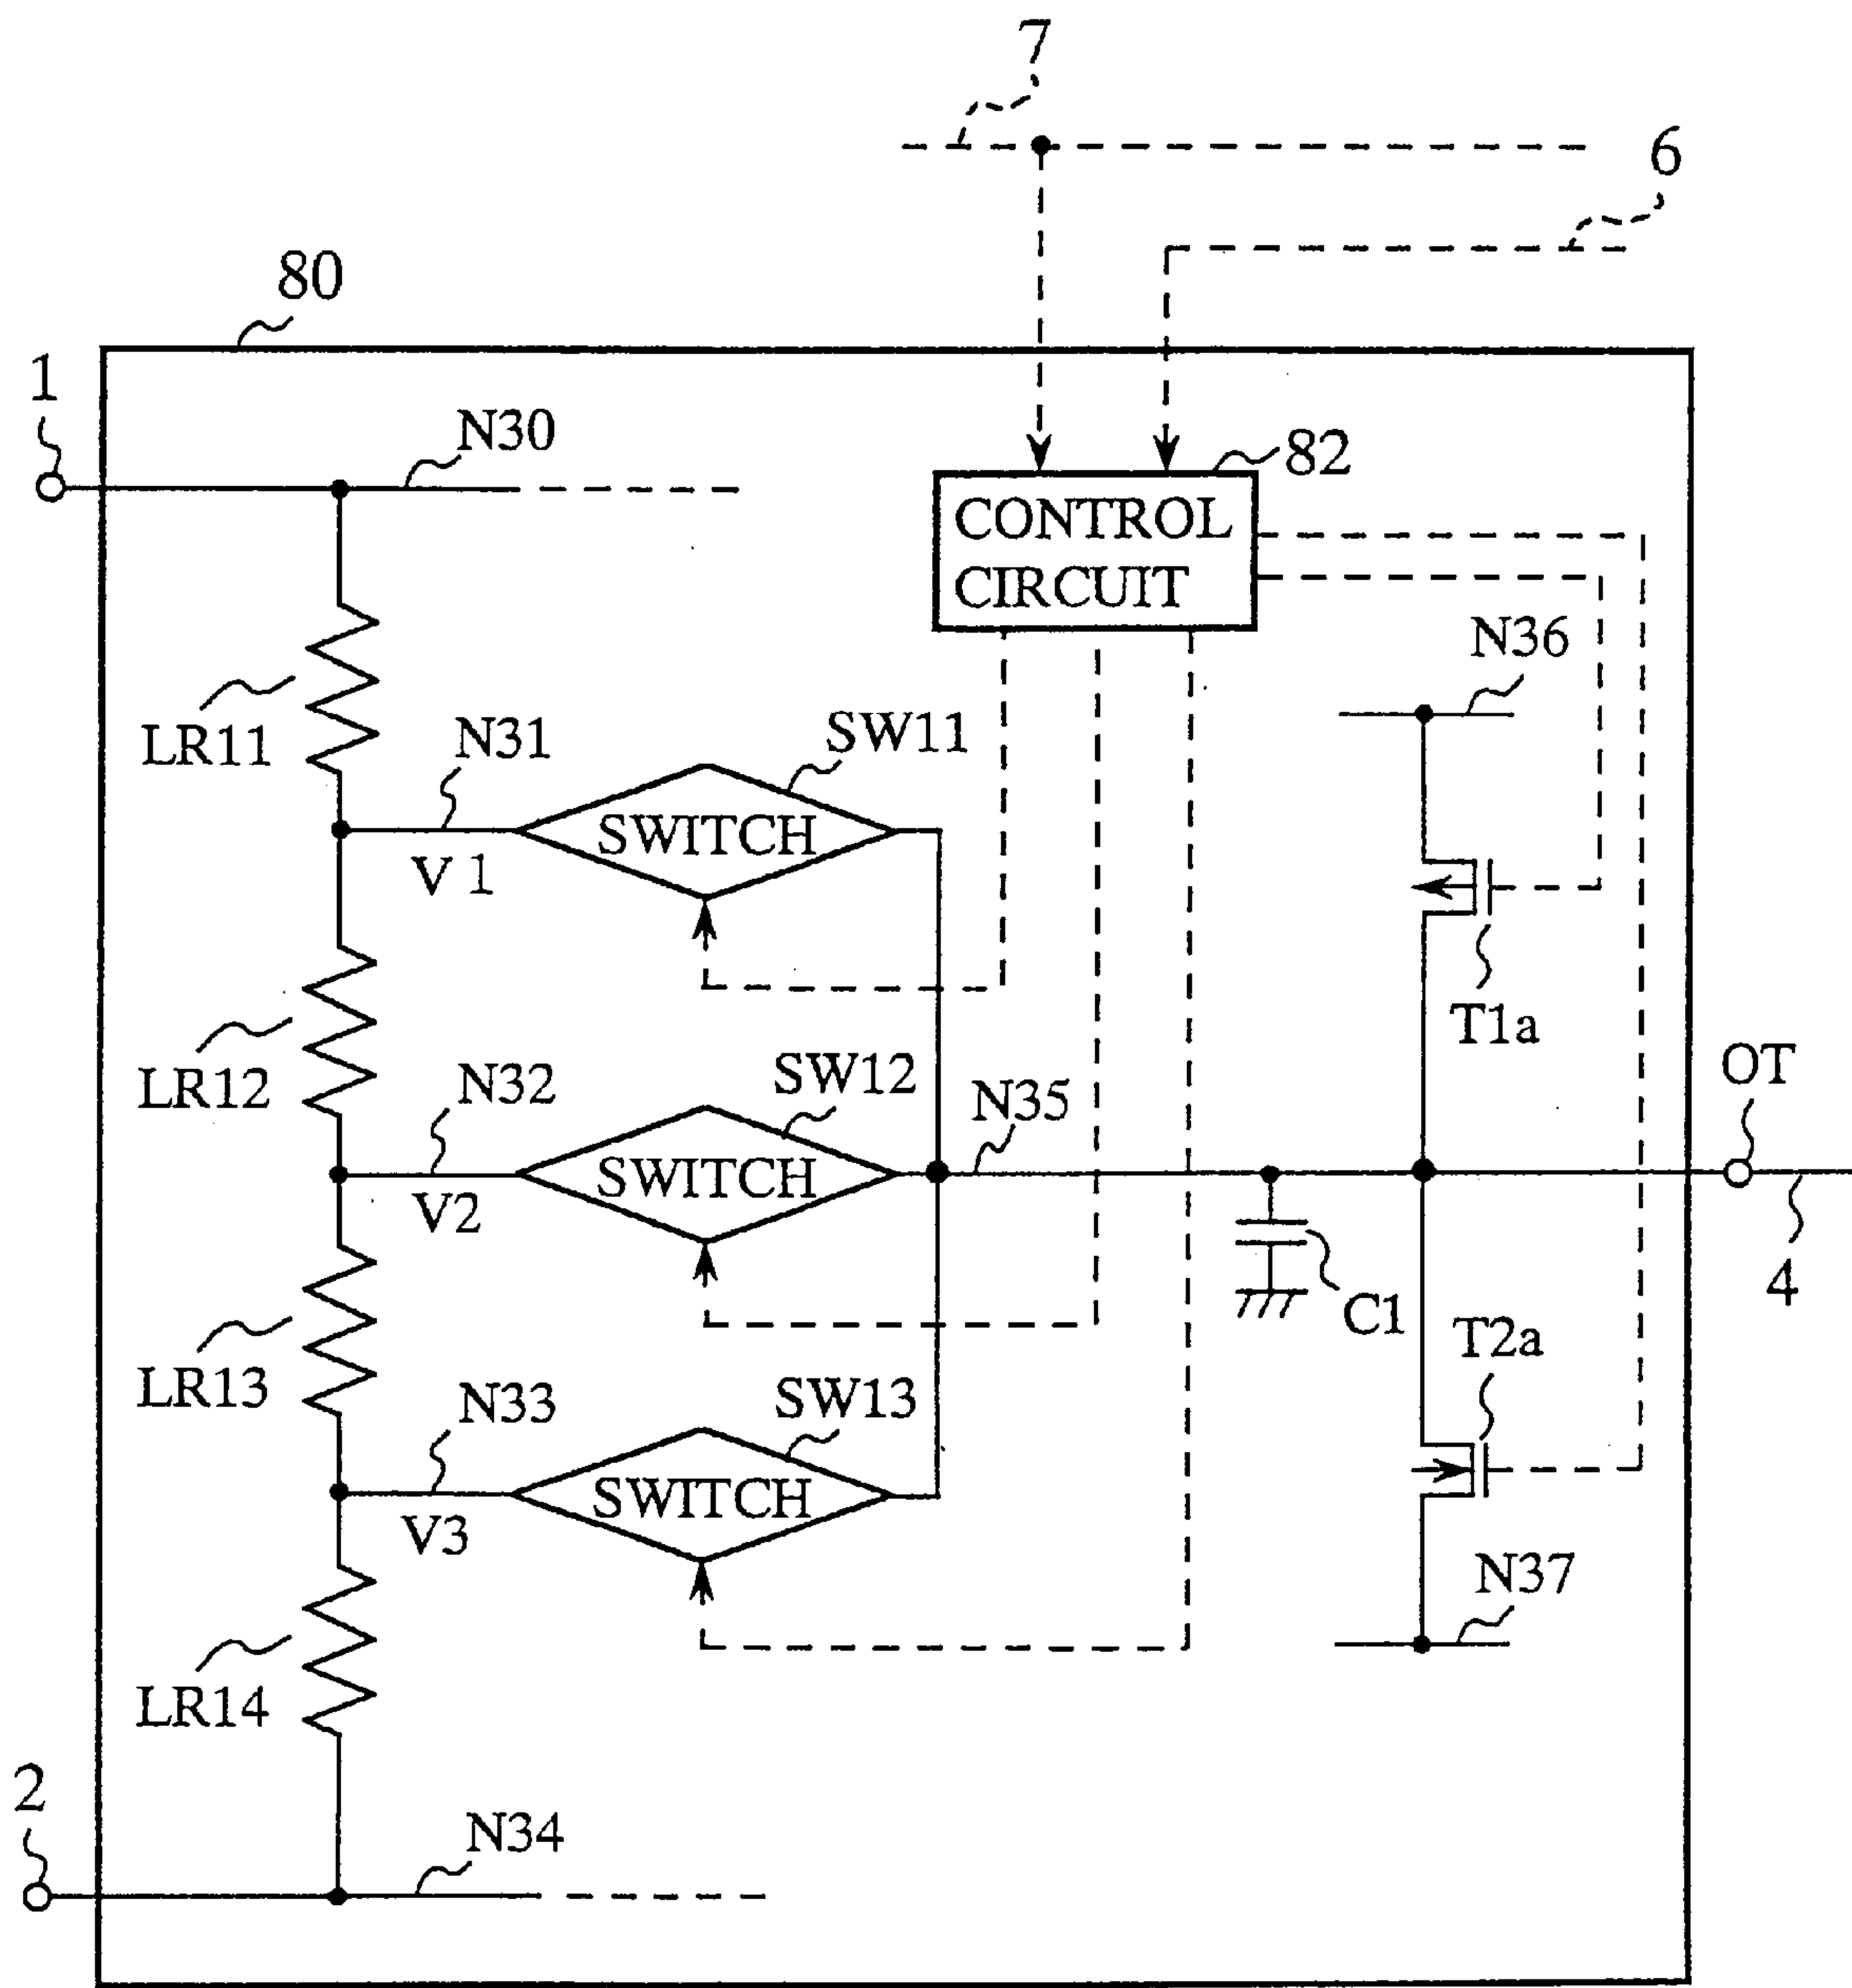 7
6
80
1
N30
82
CONTROL
CIRCUIT
N36
LR11
N31
SW11
SWITCH
V1
T1a
LR12
N32
SW12
N35
OT
SWITCH
V2
4
C1
T2a
LR13
N33
SW13
SWITCH
V3
N37
LR14
2
N34